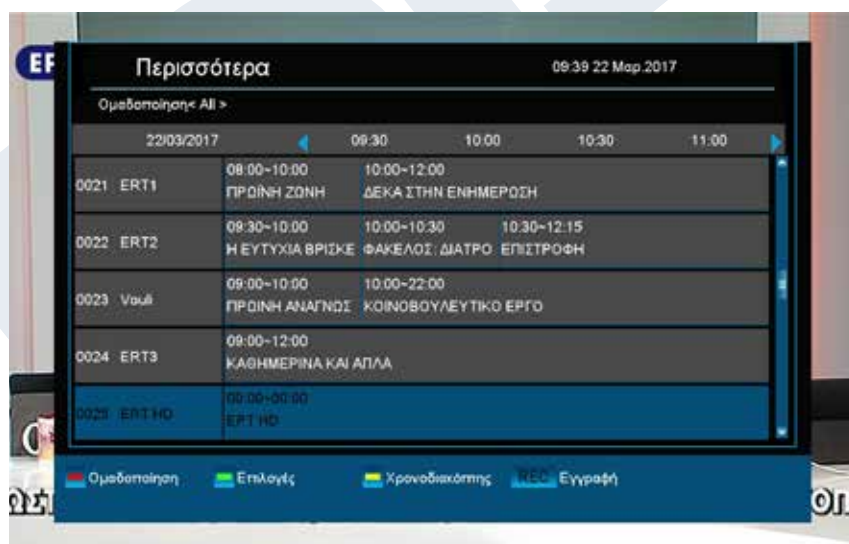 Περισσότερα 09:39 22 Μαρ.2017
Ομαδοποίηση< All >
22/03/2017 09:30 10:00 10:30 11:00
08:00~10:00 10:00~12:00
0021 ERT1 ΠΡΩΪΝΗ ΖΩΝΗ ΔΕΚΑ ΣΤΗΝ ΕΝΗΜΕΡΩΣΗ
09:30~10:00 10:00~10:30 10:30~12:15
0022 ERT2 Η ΕΥΤΥΧΙΑ ΒΡΙΣΚΕ ΦΑΚΕΛΟΣ: ΔΙΑΤΡΟ ΕΠΙΣΤΡΟΦΗ
09:00~10:00 10:00~22:00
0023 Vouli ΠΡΩΙΝΗ ΑΝΑΓΝΩΣ ΚΟΙΝΟΒΟΥΛΕΥΤΙΚΟ ΕΡΓΟ
09:00~12:00
0024 ERT3 ΚΑΘΗΜΕΡΙΝΑ ΚΑΙ ΑΠΛΑ
00:00~00:00
0025 ERT HD ΕΡΤ HD
Ομαδοποίηση Επιλογές Χρονοδιακόπης REC Εγγραφή